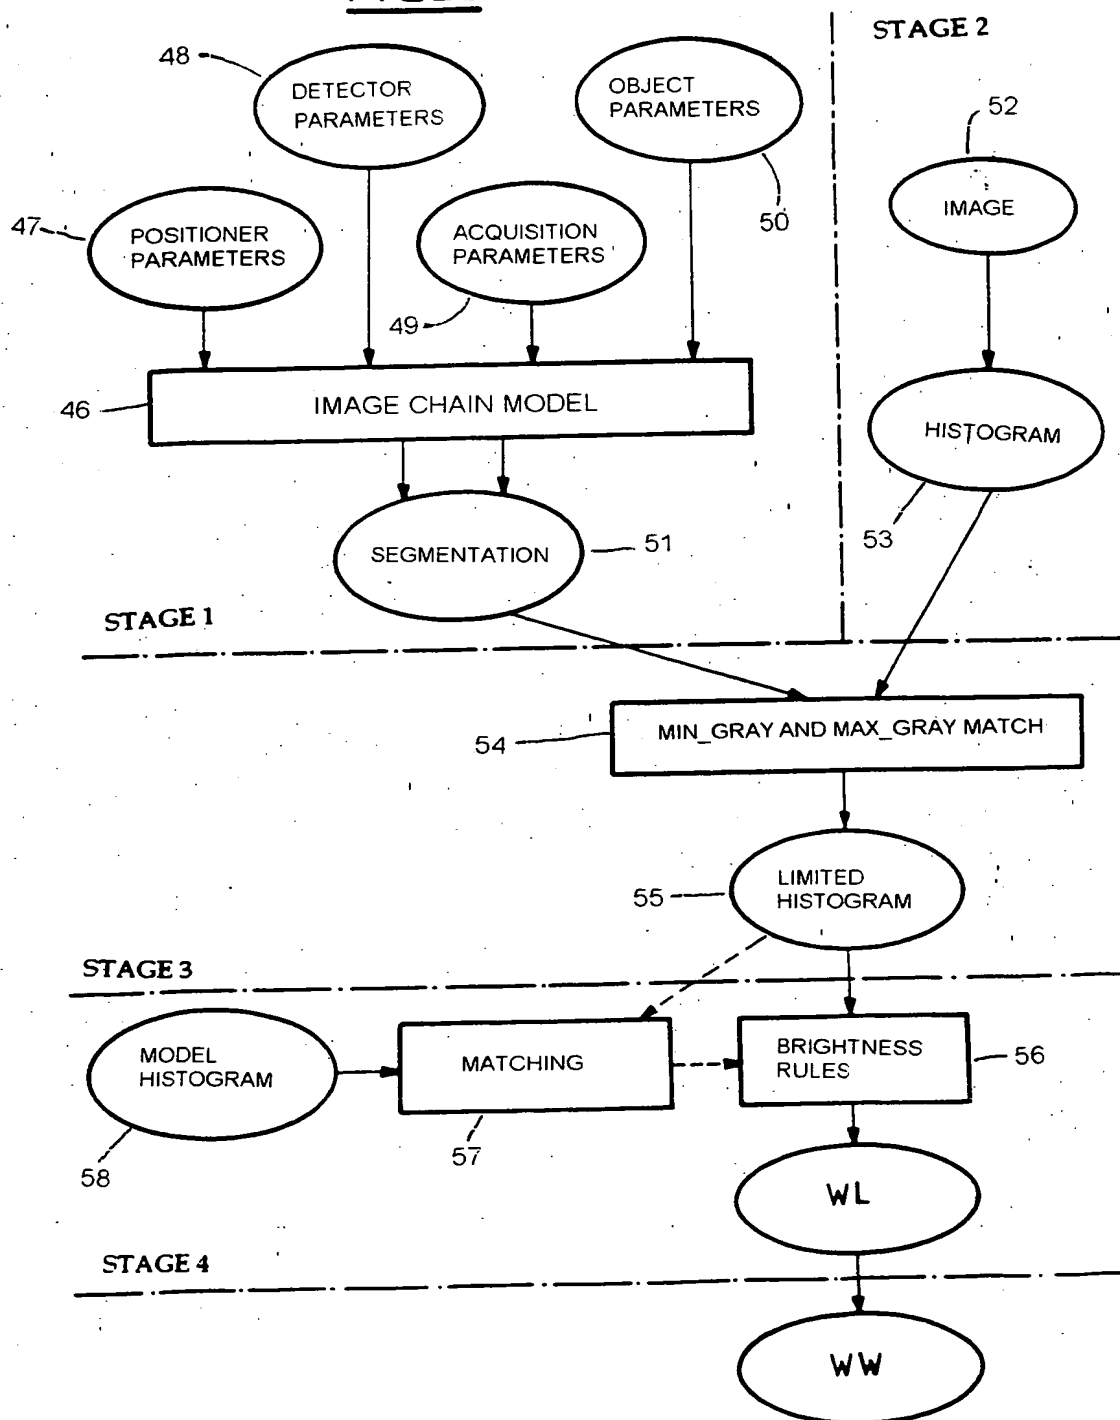 STAGE 2
48
DETECTOR
PARAMETERS
OBJECT
PARAMETERS
52
47
POSITIONER
PARAMETERS
ACQUISITION
PARAMETERS
50
IMAGE
49
46
IMAGE CHAIN MODEL
HISTOGRAM
53
SEGMENTATION
51
STAGE 1
54
MIN_GRAY AND MAX_GRAY MATCH
55
LIMITED
HISTOGRAM
STAGE 3
MODEL
HISTOGRAM
MATCHING
BRIGHTNESS
RULES
56
58
57
WL
STAGE 4
WW